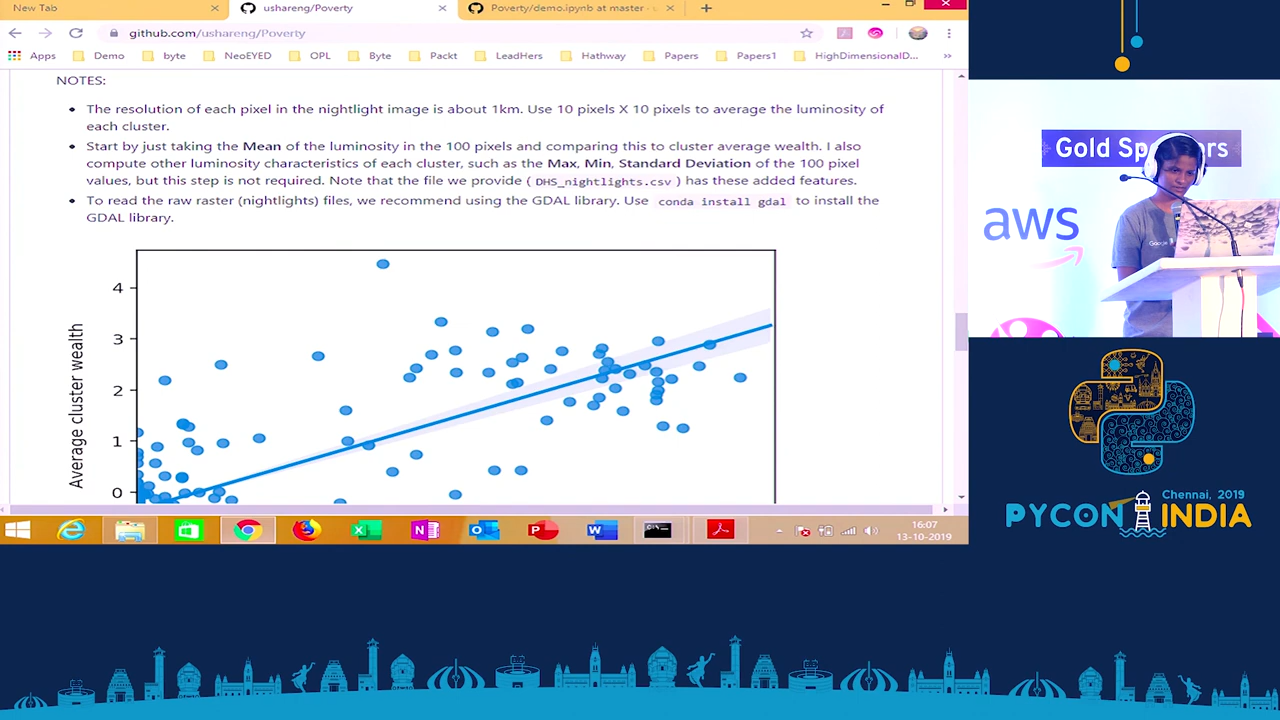 New Tab
ushareng/Poverty
Poverty/demo.ipynb at master
github.com/ushareng/Poverty
Apps
Demo
byte
NeoEYED
OPL
Byte
Packt
LeadHers
Hathway
Papers
Papers1
HighDimensionalD...
NOTES:
The resolution of each pixel in the nightlight image is about 1km. Use 10 pixels X 10 pixels to average the luminosity of
each cluster.
Start by just taking the Mean of the luminosity in the 100 pixels and comparing this to cluster average wealth. I also
compute other luminosity characteristics of each cluster, such as the Max, Min, Standard Deviation of the 100 pixel
values, but this step is not required. Note that the file we provide ( DHS_nightlights.csv ) has these added features.
To read the raw raster (nightlights) files, we recommend using the GDAL library. Use conda install gdal to install the
GDAL library.
Average cluster wealth
4
3
2
1
0
16:07
13-10-2019
Gold Sp rs
aws
Google
Chennai, 2019
PYCON INDIA